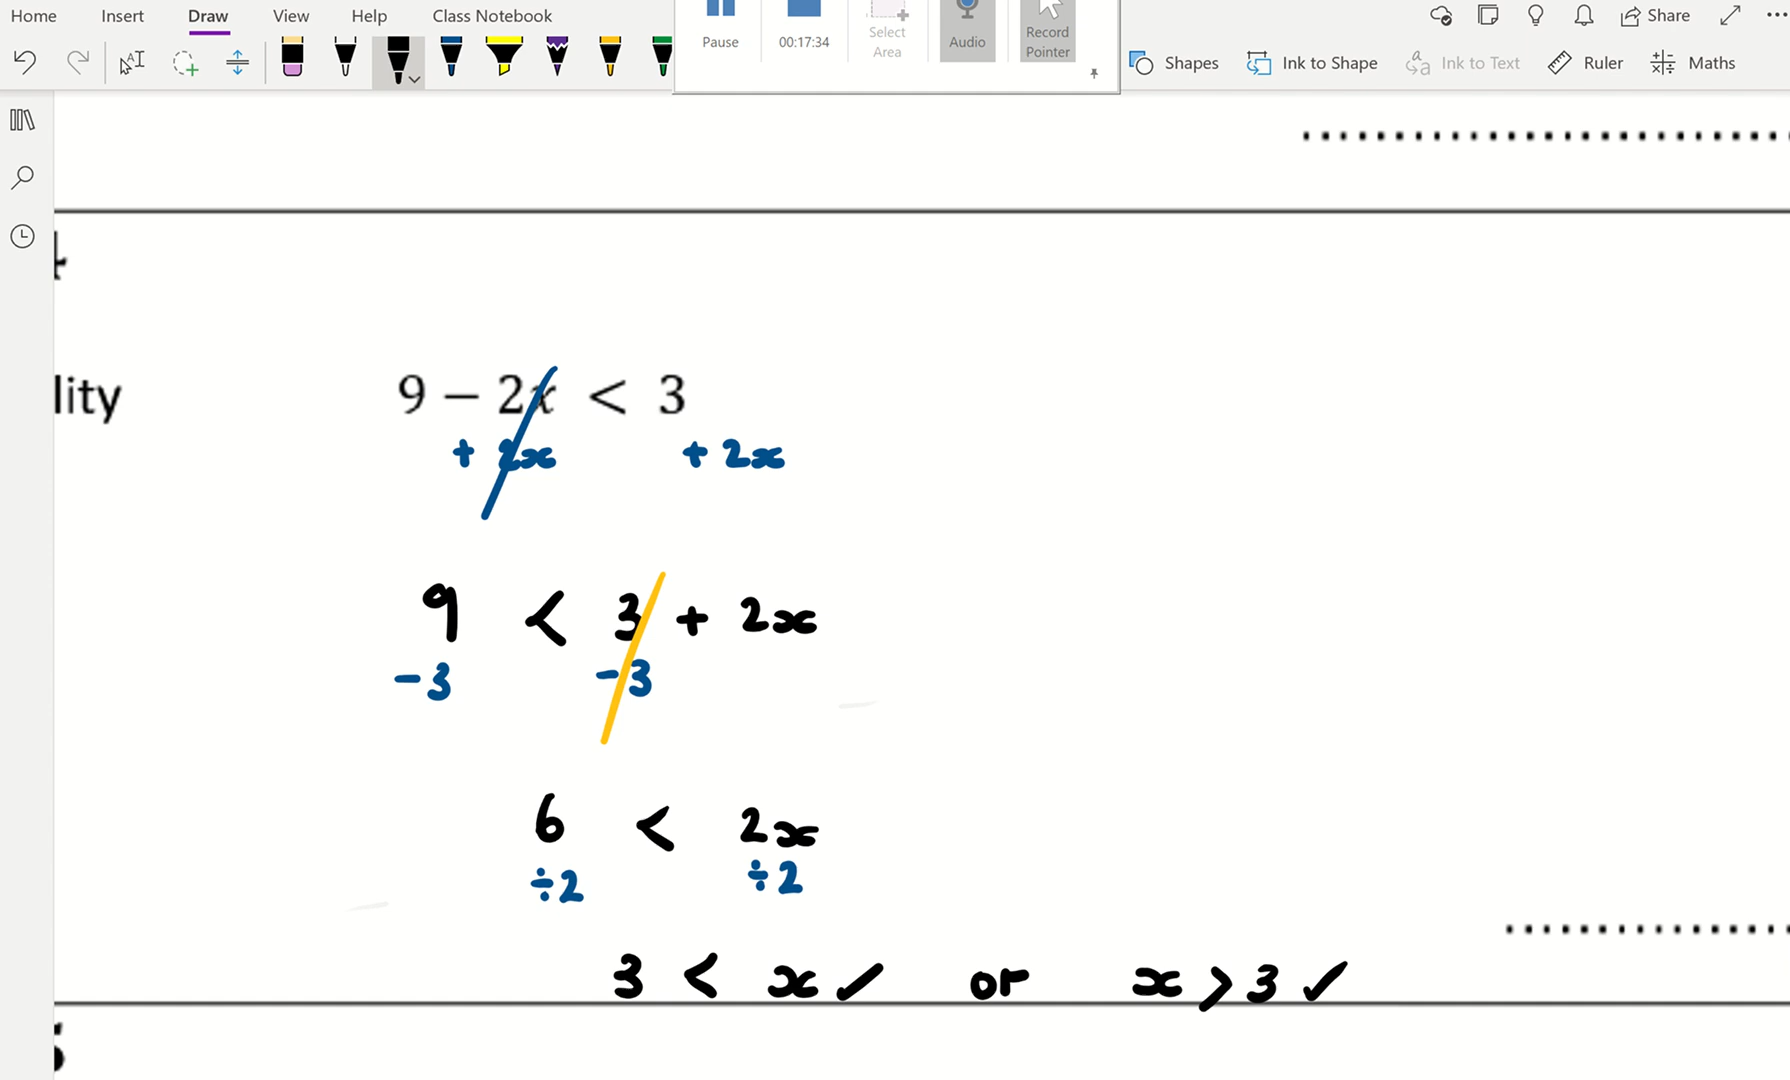 Home Insert Draw View Help Class Notebook Share
Pause 00:17:34 Select Area Audio Record Pointer Shapes Ink to Shape Ink to Text Ruler Maths
4
lity 9 − 2x < 3
+ 2x + 2x
9 < 3 + 2x
-3 -3
6 < 2x
÷2 ÷2
3 < x ✓ or x > 3 ✓